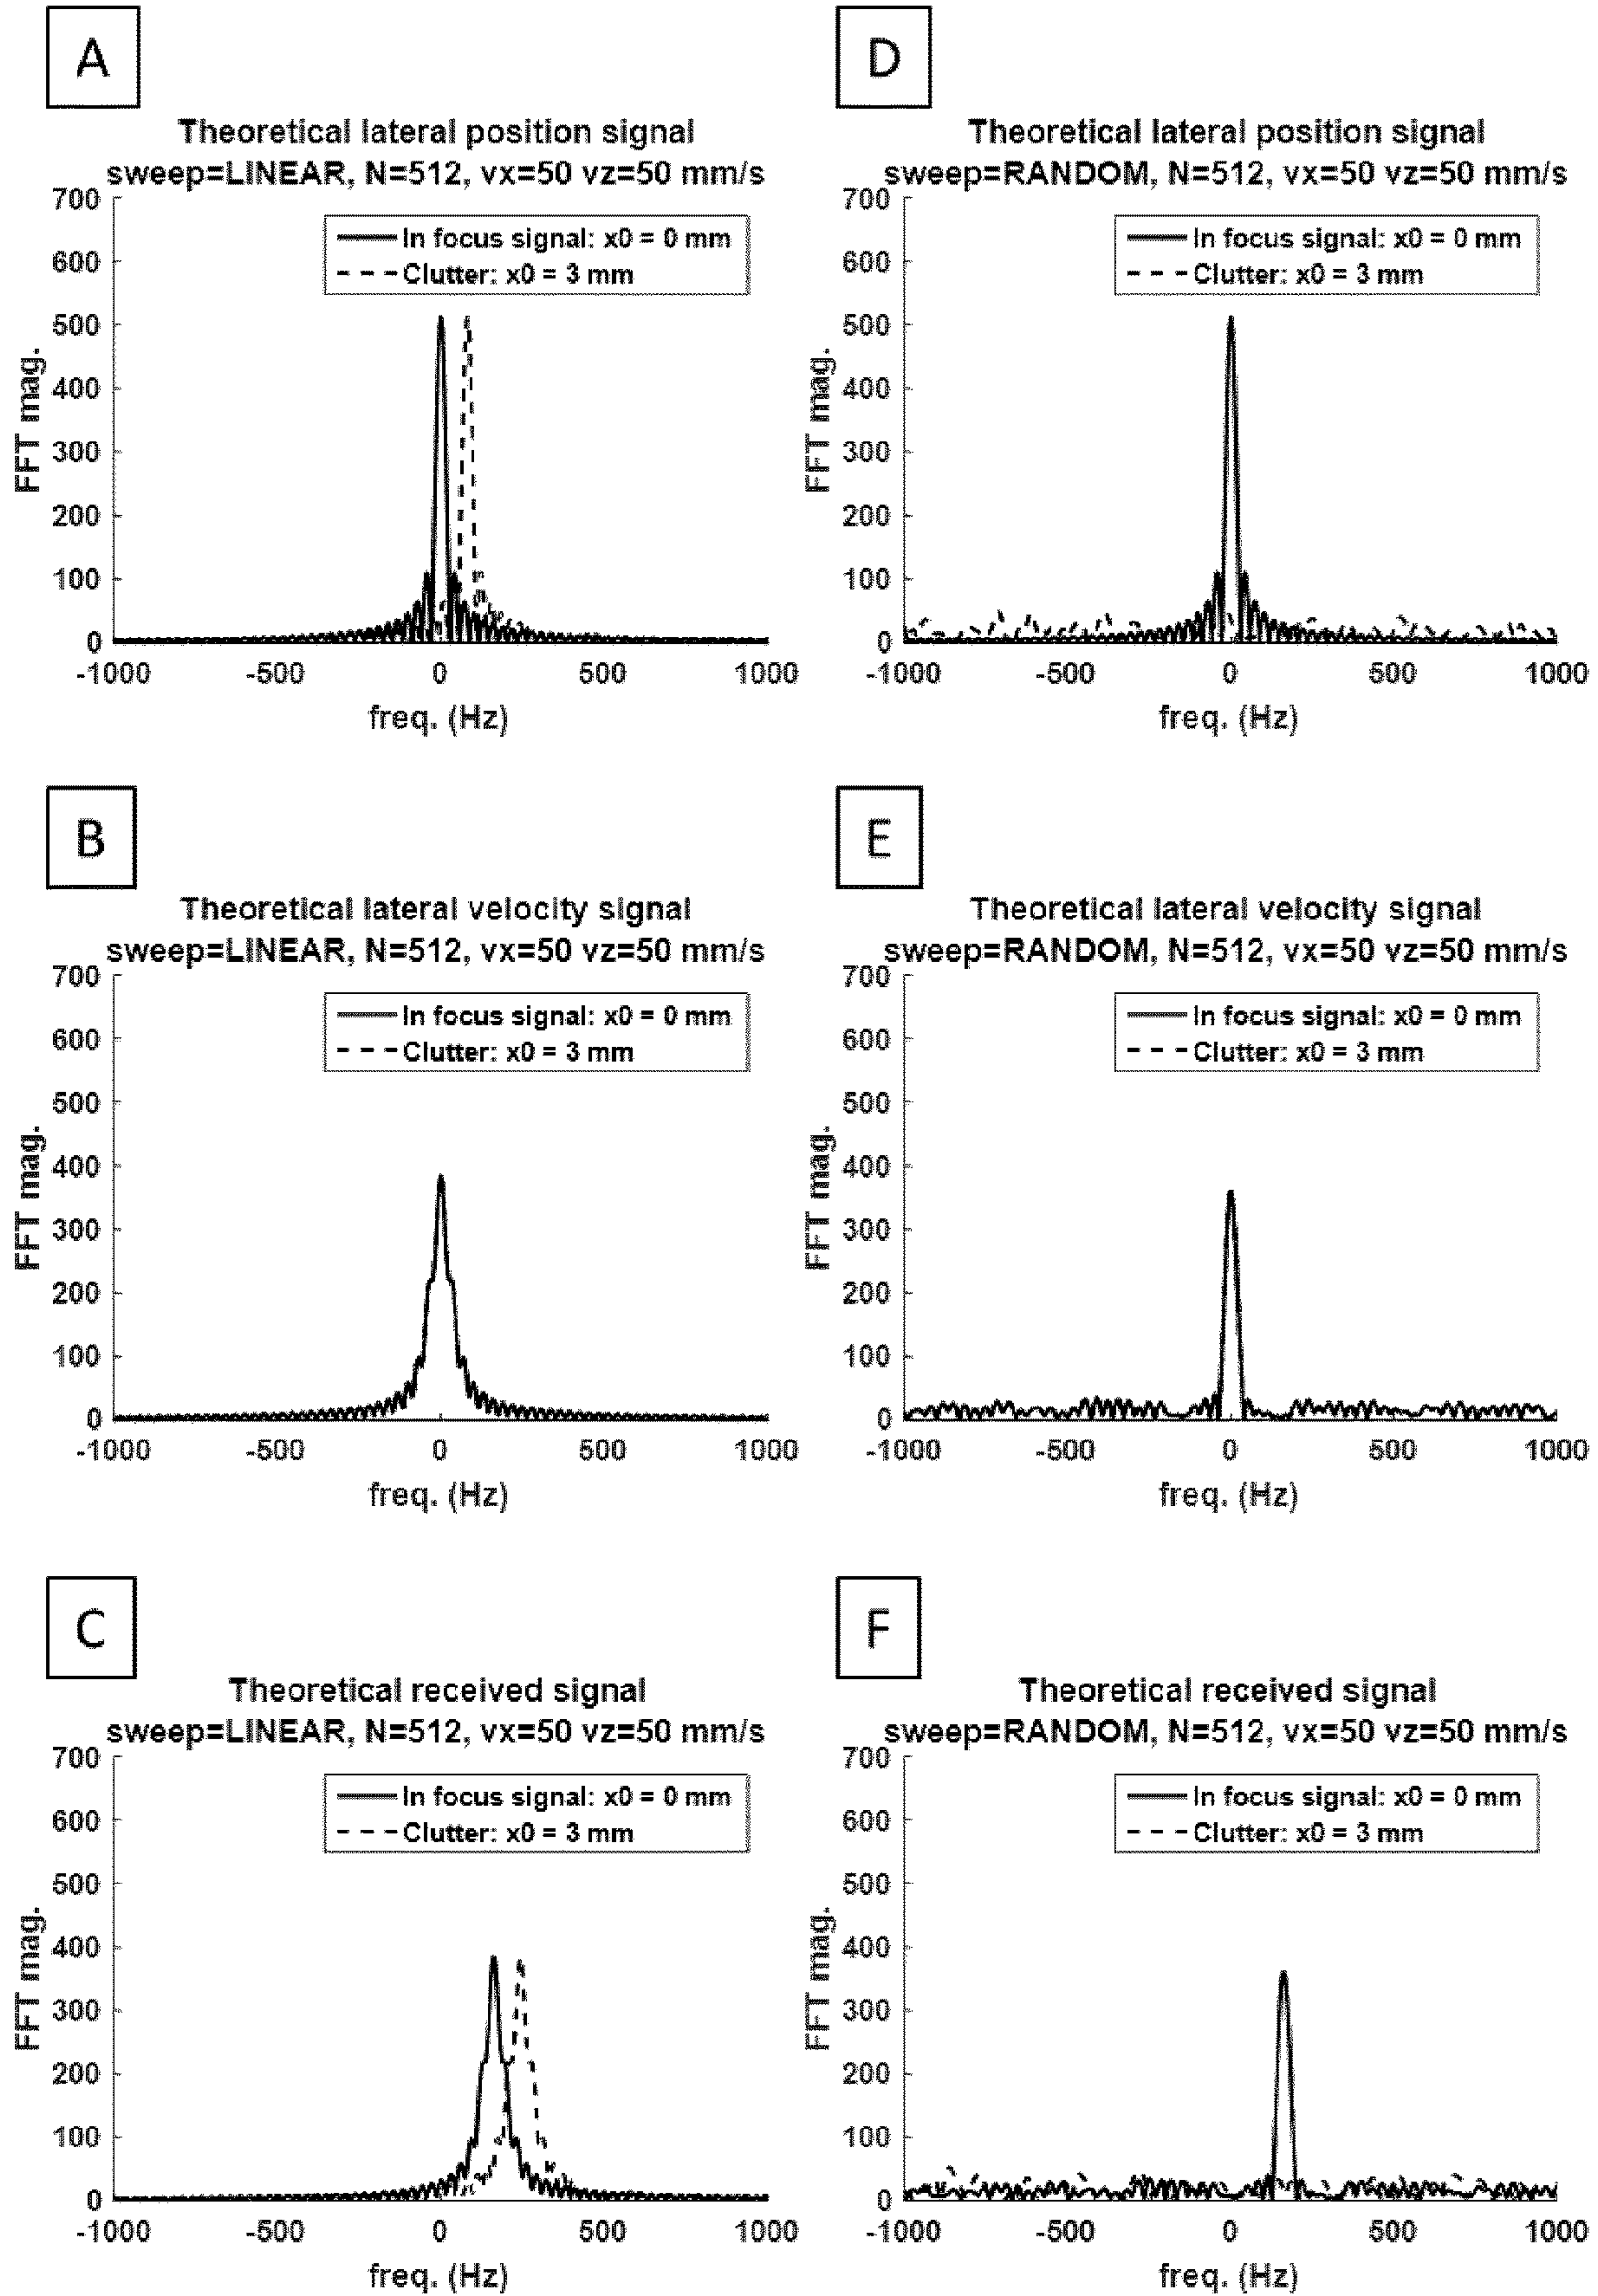 A
Theoretical lateral position signal
sweep=LINEAR, N=512, vx=50 vz=50 mm/s
700
600
500
400
300
200
100
0
FFT mag.
In focus signal: x0 = 0 mm
Clutter: x0 = 3 mm
-1000 -500 0 500 1000
freq. (Hz)
D
Theoretical lateral position signal
sweep=RANDOM, N=512, vx=50 vz=50 mm/s
700
600
500
400
300
200
100
0
FFT mag.
In focus signal: x0 = 0 mm
Clutter: x0 = 3 mm
-1000 -500 0 500 1000
freq. (Hz)
B
Theoretical lateral velocity signal
sweep=LINEAR, N=512, vx=50 vz=50 mm/s
700
600
500
400
300
200
100
0
FFT mag.
In focus signal: x0 = 0 mm
Clutter: x0 = 3 mm
-1000 -500 0 500 1000
freq. (Hz)
E
Theoretical lateral velocity signal
sweep=RANDOM, N=512, vx=50 vz=50 mm/s
700
600
500
400
300
200
100
0
FFT mag.
In focus signal: x0 = 0 mm
Clutter: x0 = 3 mm
-1000 -500 0 500 1000
freq. (Hz)
C
Theoretical received signal
sweep=LINEAR, N=512, vx=50 vz=50 mm/s
700
600
500
400
300
200
100
0
FFT mag.
In focus signal: x0 = 0 mm
Clutter: x0 = 3 mm
-1000 -500 0 500 1000
freq. (Hz)
F
Theoretical received signal
sweep=RANDOM, N=512, vx=50 vz=50 mm/s
700
600
500
400
300
200
100
0
FFT mag.
In focus signal: x0 = 0 mm
Clutter: x0 = 3 mm
-1000 -500 0 500 1000
freq. (Hz)